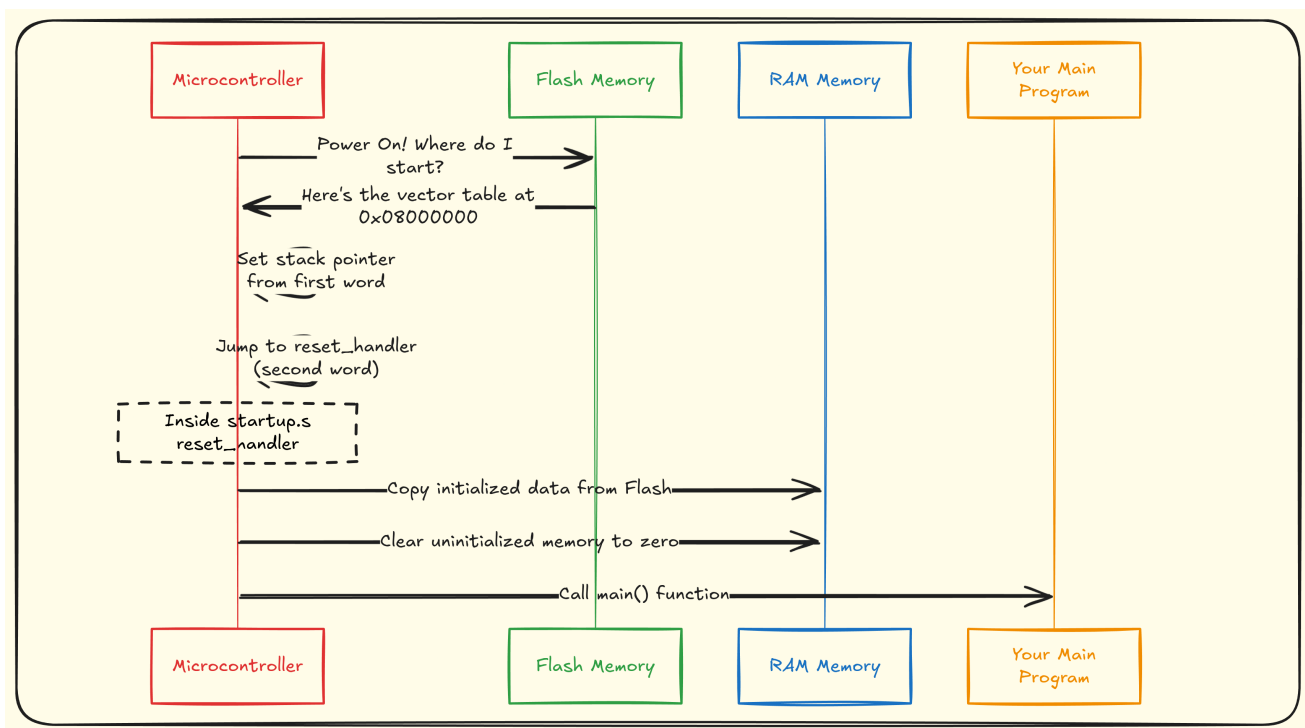 Microcontroller
Flash Memory
RAM Memory
Your Main
Program
Power On! Where do I
start?
Here's the vector table at
0x08000000
Set stack pointer
from first word
Jump to reset_handler
(second word)
Inside startup.s
reset_handler
Copy initialized data from Flash
Clear uninitialized memory to zero
Call main() function
Microcontroller
Flash Memory
RAM Memory
Your Main
Program